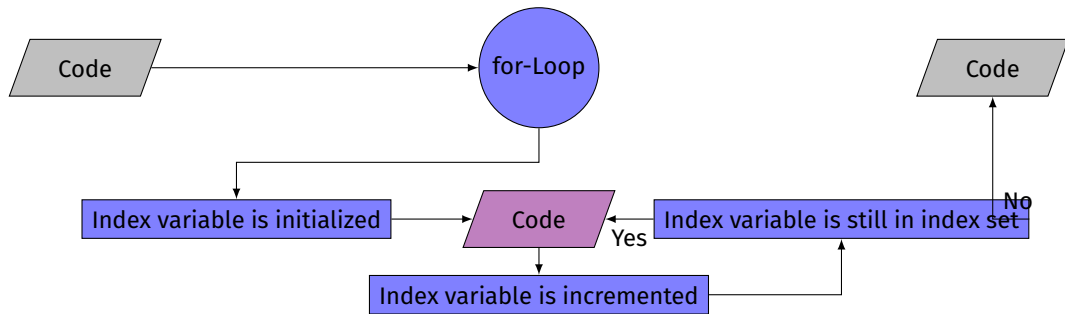 Code
for-Loop
Code
Index variable is initialized
Code
Yes
Index variable is still in index set
No
Index variable is incremented